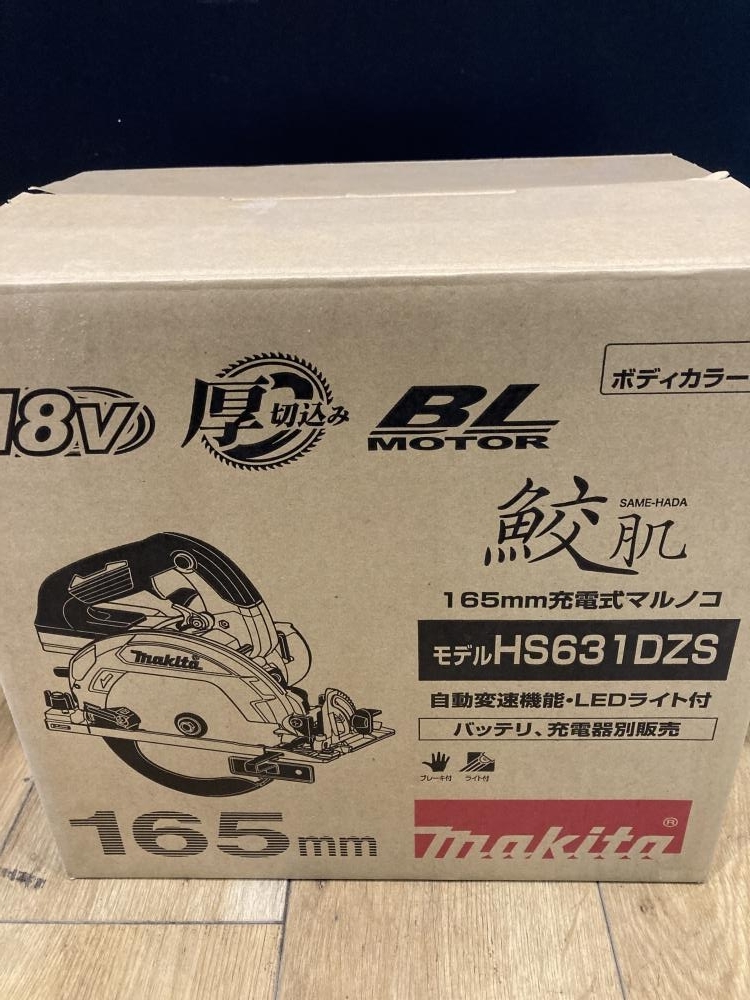 ボディカラー
18V
厚切込み
BL
MOTOR
鮫肌
SAME-HADA
165mm充電式マルノコ
モデルHS631DZS
自動変速機能・LEDライト付
バッテリ、充電器別販売
ブレーキ付 ライト付
makita
165mm
makita®